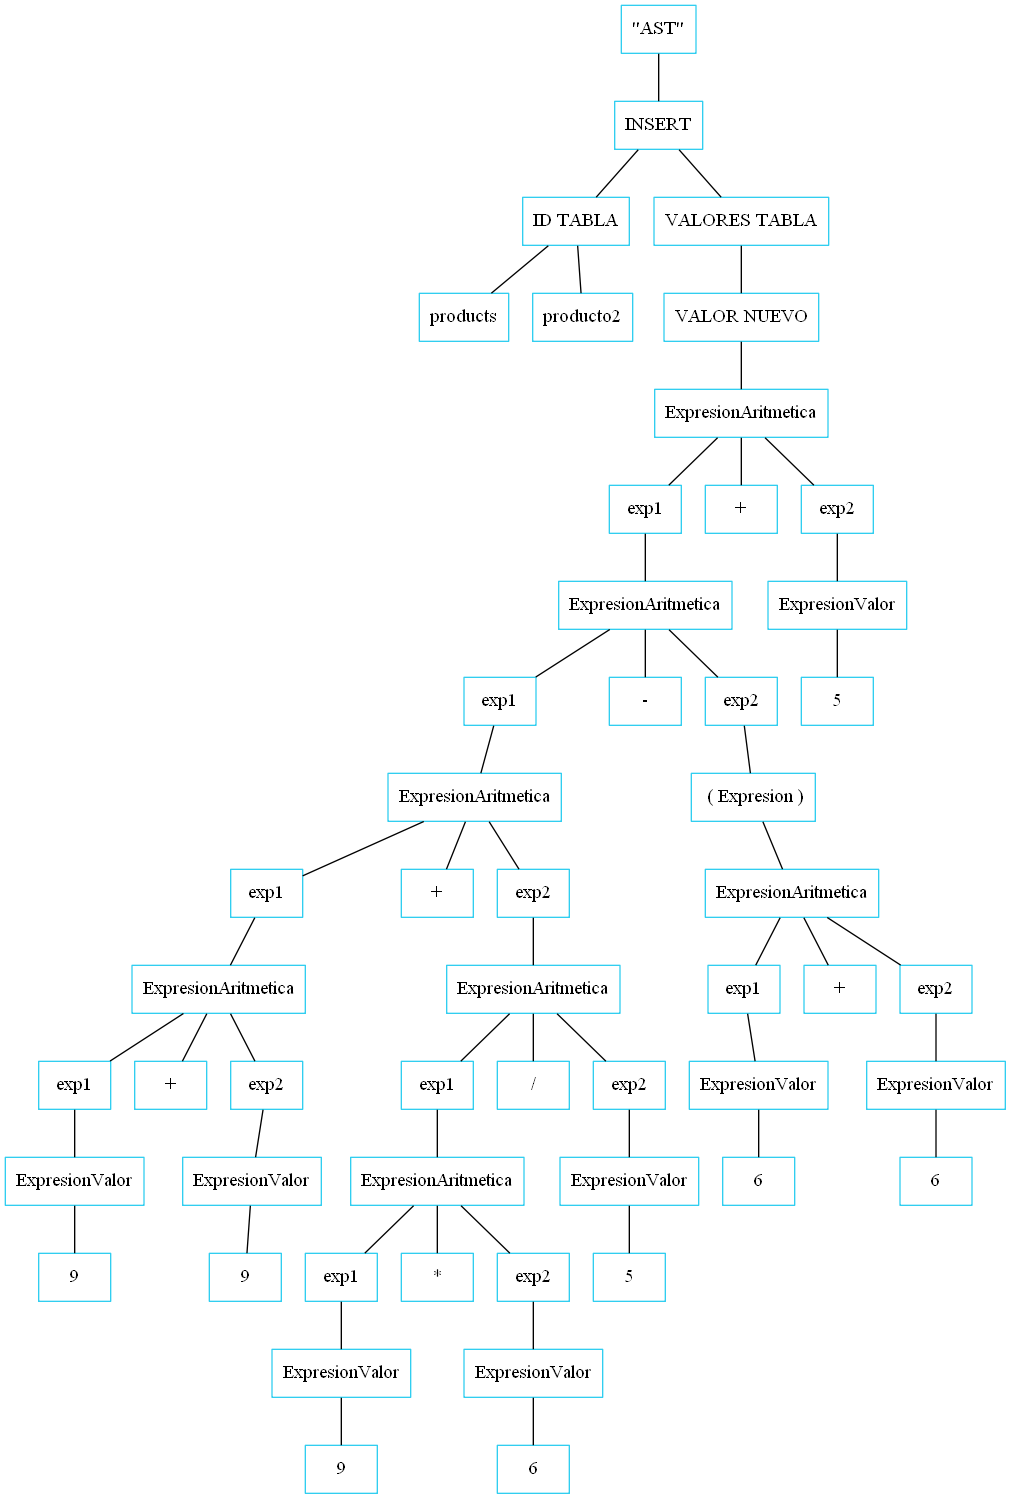 "AST"
INSERT
ID TABLA VALORES TABLA
products producto2 VALOR NUEVO
ExpresionAritmetica
exp1 + exp2
ExpresionAritmetica ExpresionValor
exp1 - exp2 5
ExpresionAritmetica ( Expresion )
exp1 + exp2 ExpresionAritmetica
ExpresionAritmetica ExpresionAritmetica exp1 + exp2
exp1 + exp2 exp1 / exp2 ExpresionValor ExpresionValor
ExpresionValor ExpresionValor ExpresionAritmetica ExpresionValor 6 6
9 9 exp1 * exp2 5
ExpresionValor ExpresionValor
9 6